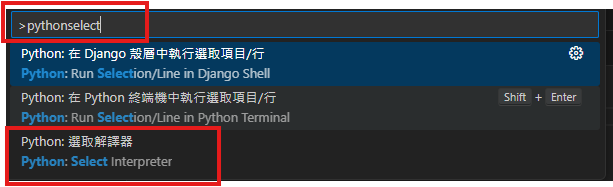 >pythonselect
Python: 在 Django 殼層中執行選取項目/行
Python: Run Selection/Line in Django Shell
Python: 在 Python 終端機中執行選取項目/行 Shift + Enter
Python: Run Selection/Line in Python Terminal
Python: 選取解譯器
Python: Select Interpreter